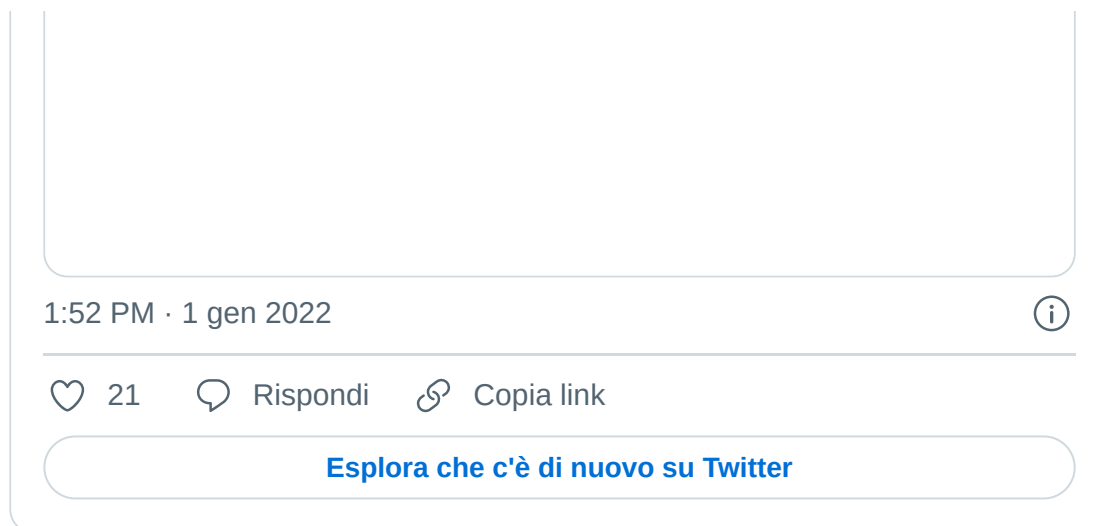 1:52 PM · 1 gen 2022
21 Rispondi Copia link
Esplora che c'è di nuovo su Twitter